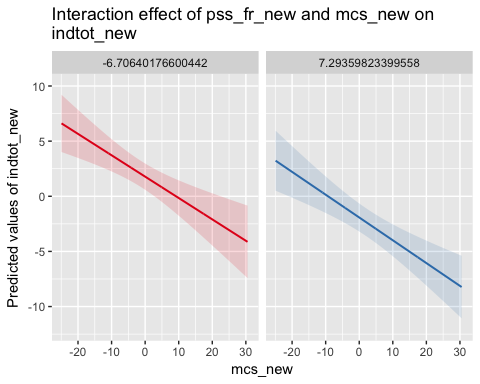 Interaction effect of pss_fr_new and mcs_new on
indtot_new
-6.70640176600442
7.29359823399558
10
5
0
-5
-10
Predicted values of indtot_new
-20 -10 0 10 20 30
-20 -10 0 10 20 30
mcs_new